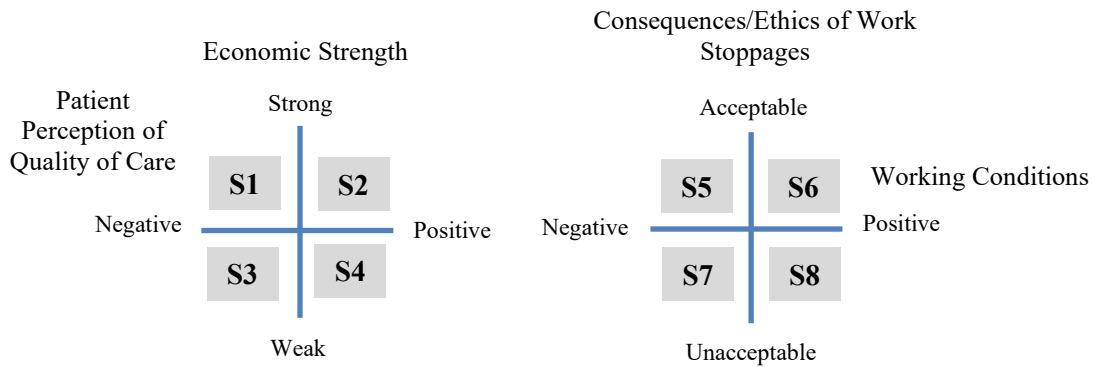 Economic Strength
Patient
Perception of
Quality of Care
Strong
S1
S2
Negative
Positive
S3
S4
Weak
Consequences/Ethics of Work
Stoppages
Acceptable
S5
S6
Working Conditions
Negative
Positive
S7
S8
Unacceptable